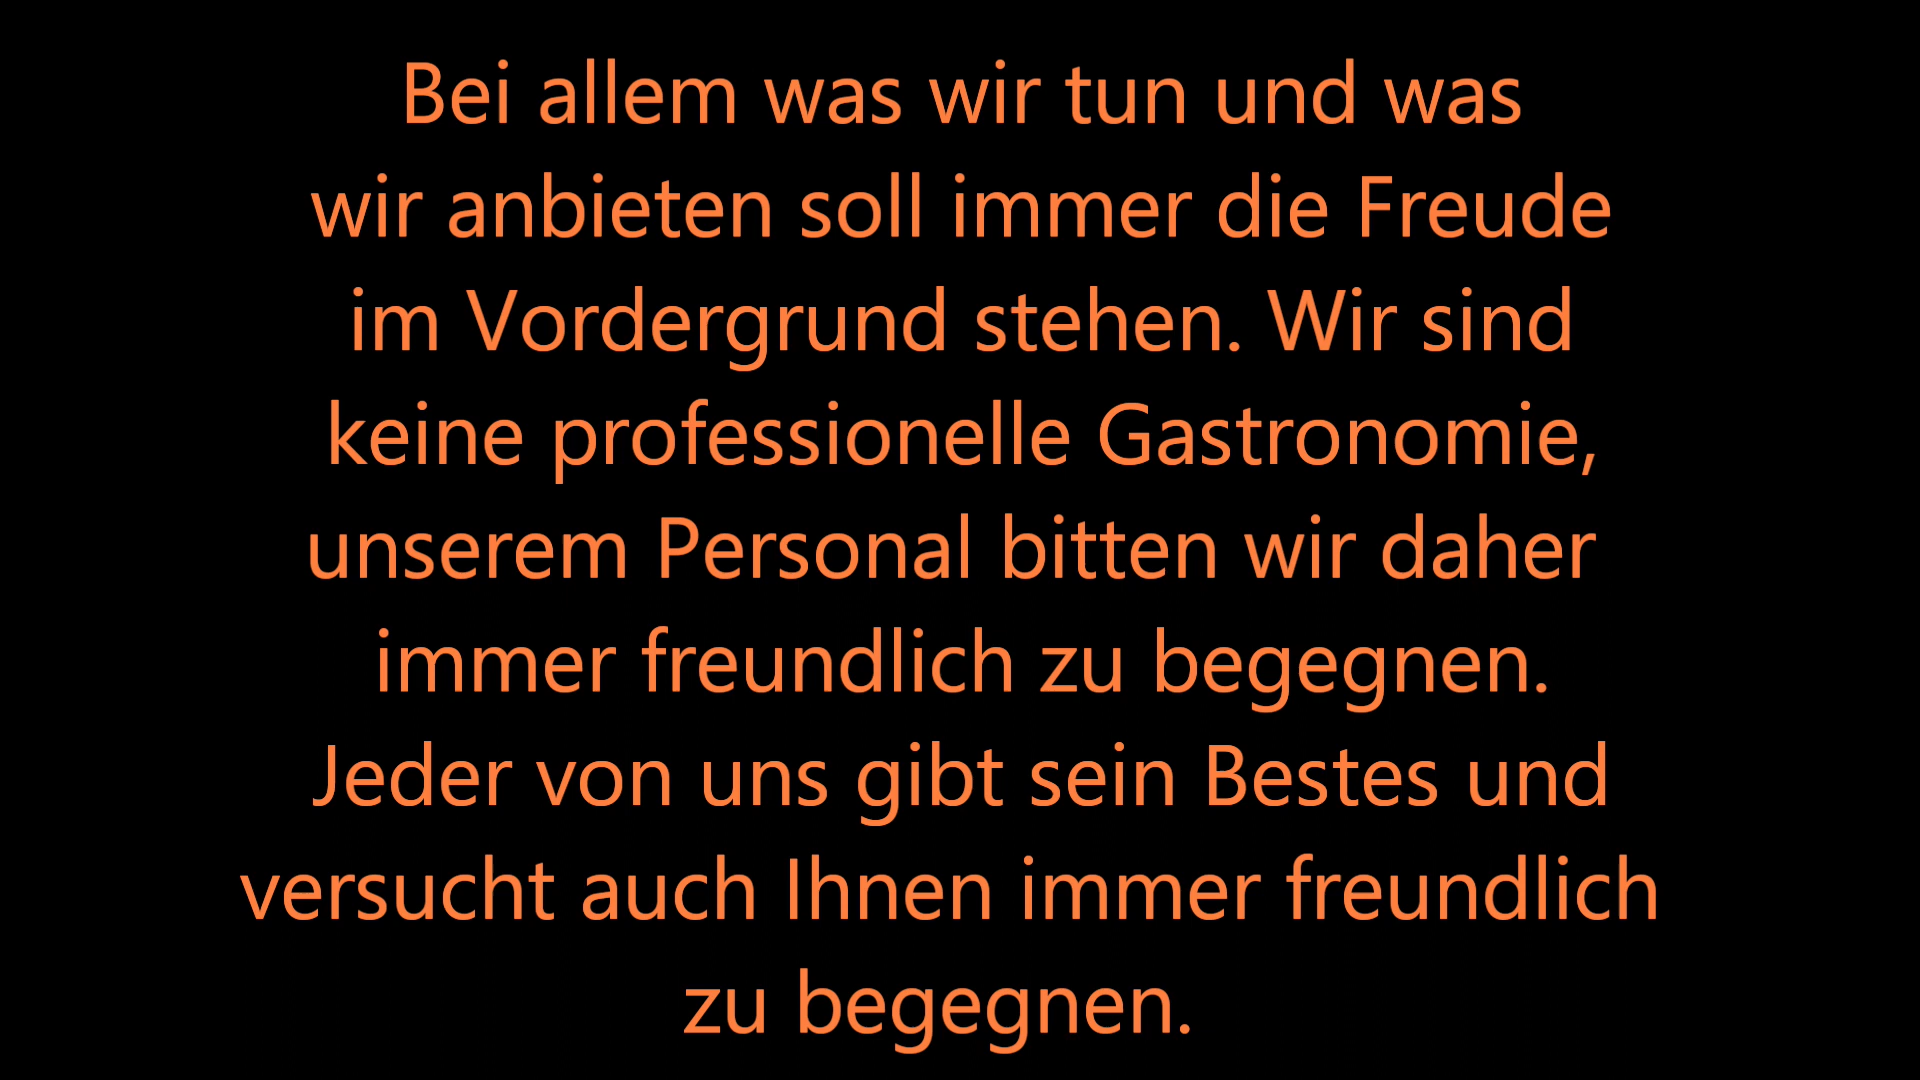 Bei allem was wir tun und was
wir anbieten soll immer die Freude
im Vordergrund stehen. Wir sind
keine professionelle Gastronomie,
unserem Personal bitten wir daher
immer freundlich zu begegnen.
Jeder von uns gibt sein Bestes und
versucht auch Ihnen immer freundlich
zu begegnen.